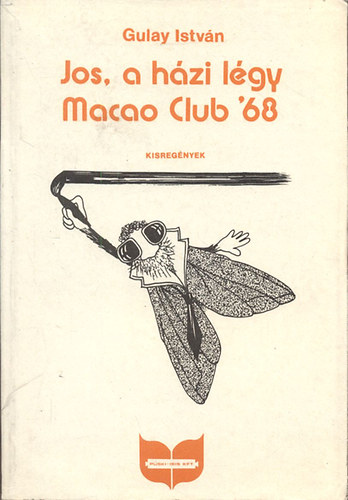 Gulay István
Jos, a házi légy
Macao Club '68
KISREGÉNYEK